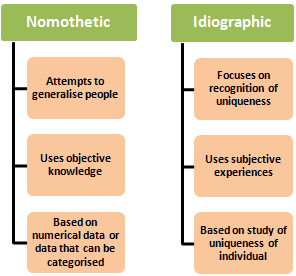 Nomothetic
Attempts to
generalise people
Uses objective
knowledge
Based on
numerical data or
data that can be
categorised
Idiographic
Focuses on
recognition of
uniqueness
Uses subjective
experiences
Based on study of
uniqueness of
individual